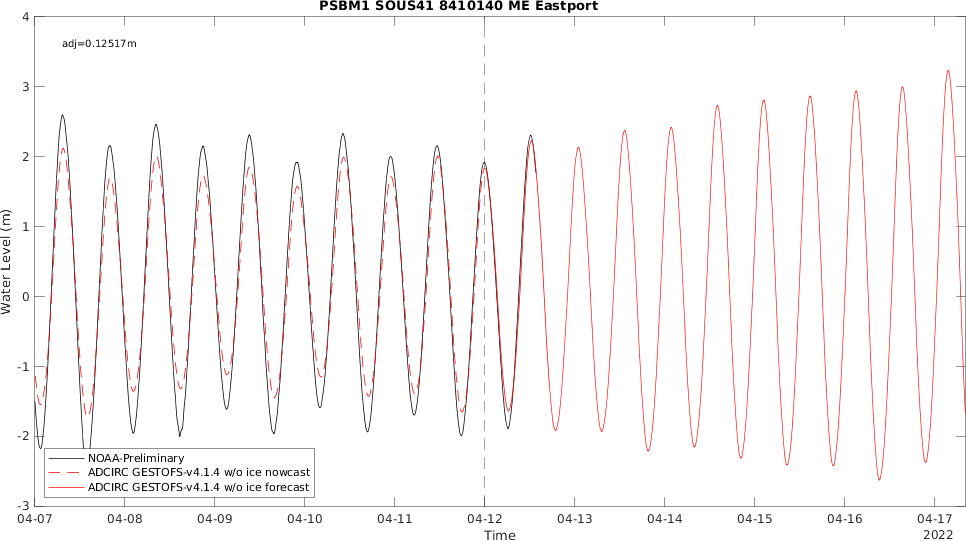 PSBM1 SOUS41 8410140 ME Eastport
adj=0.12517m
Water Level (m)
4
3
2
1
0
-1
-2
-3
NOAA-Preliminary
ADCIRC GESTOFS-v4.1.4 w/o ice nowcast
ADCIRC GESTOFS-v4.1.4 w/o ice forecast
04-07 04-08 04-09 04-10 04-11 04-12 04-13 04-14 04-15 04-16 04-17
Time
2022